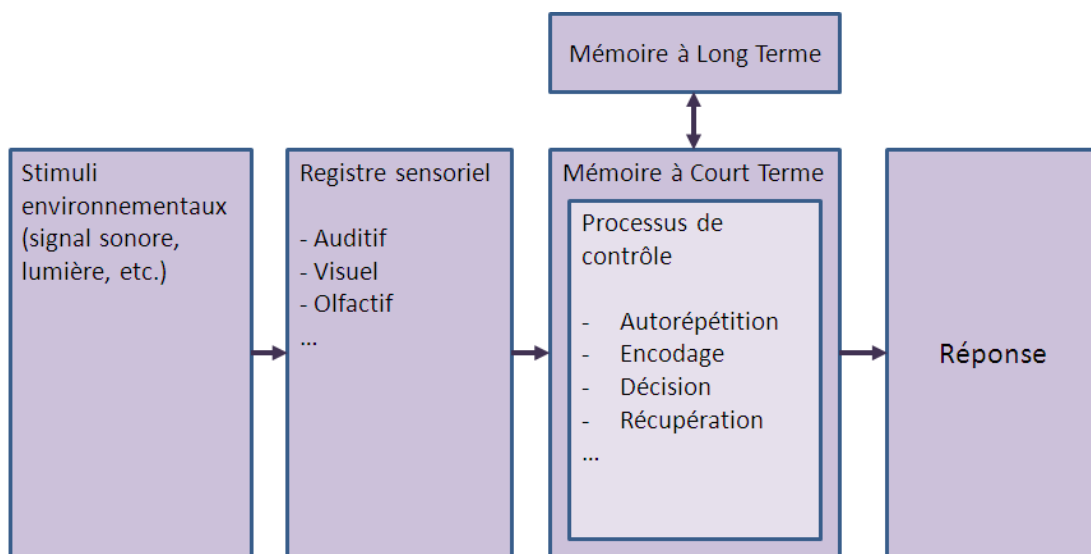 Mémoire à Long Terme
Stimuli
environnementaux
(signal sonore,
lumière, etc.)
Registre sensoriel
- Auditif
- Visuel
- Olfactif
...
Mémoire à Court Terme
Processus de
contrôle
- Autorépétition
- Encodage
- Décision
- Récupération
...
Réponse